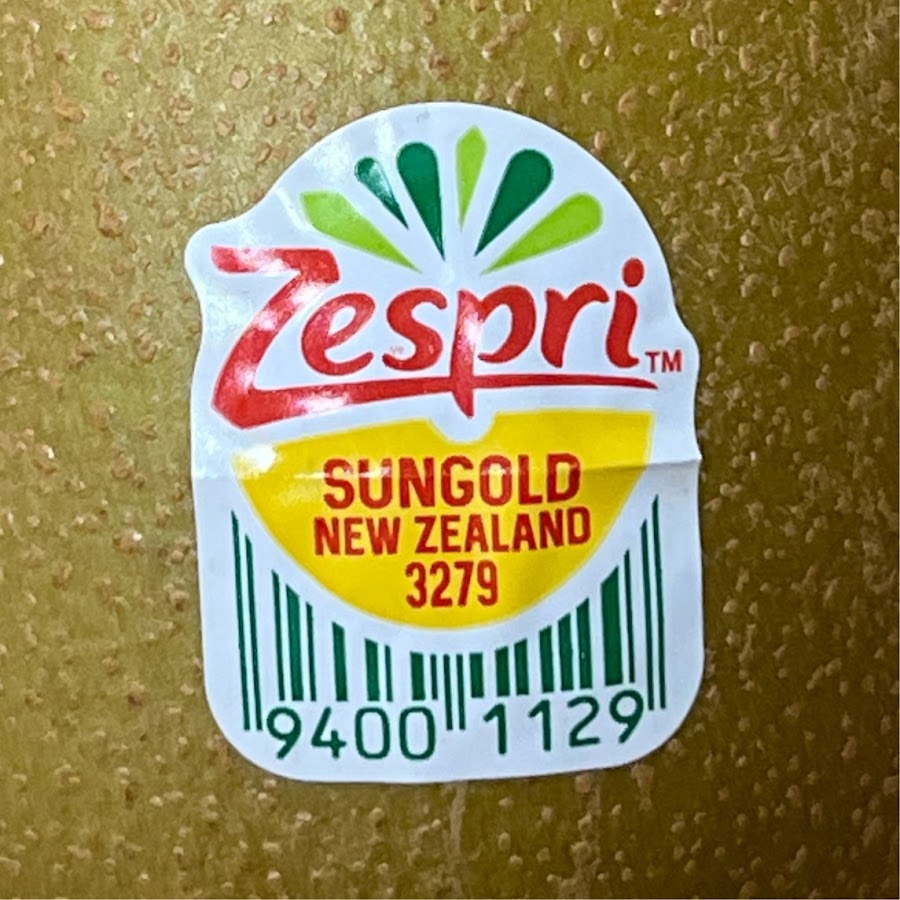 Zespri™
SUNGOLD
NEW ZEALAND
3279
9400 1129